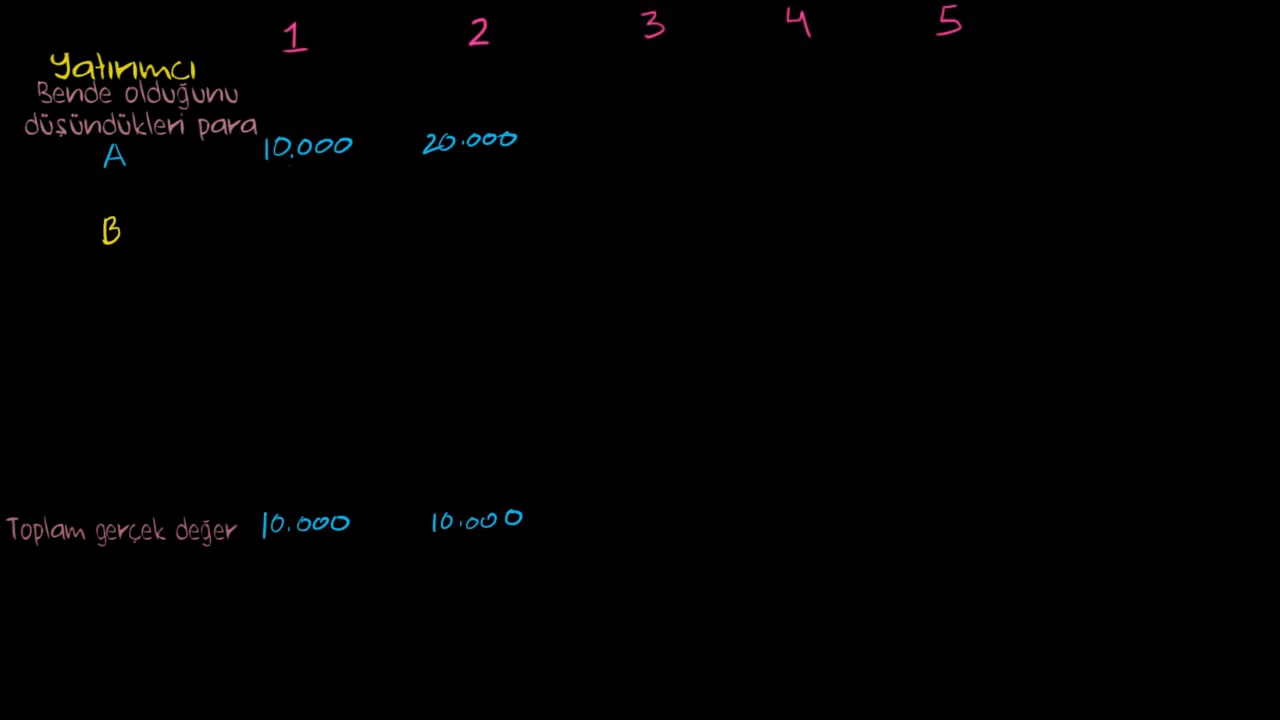 1 2 3 4 5
Yatırımcı
Bende olduğunu
düşündükleri para
A 10.000 20.000
B
Toplam gerçek değer 10.000 10.000